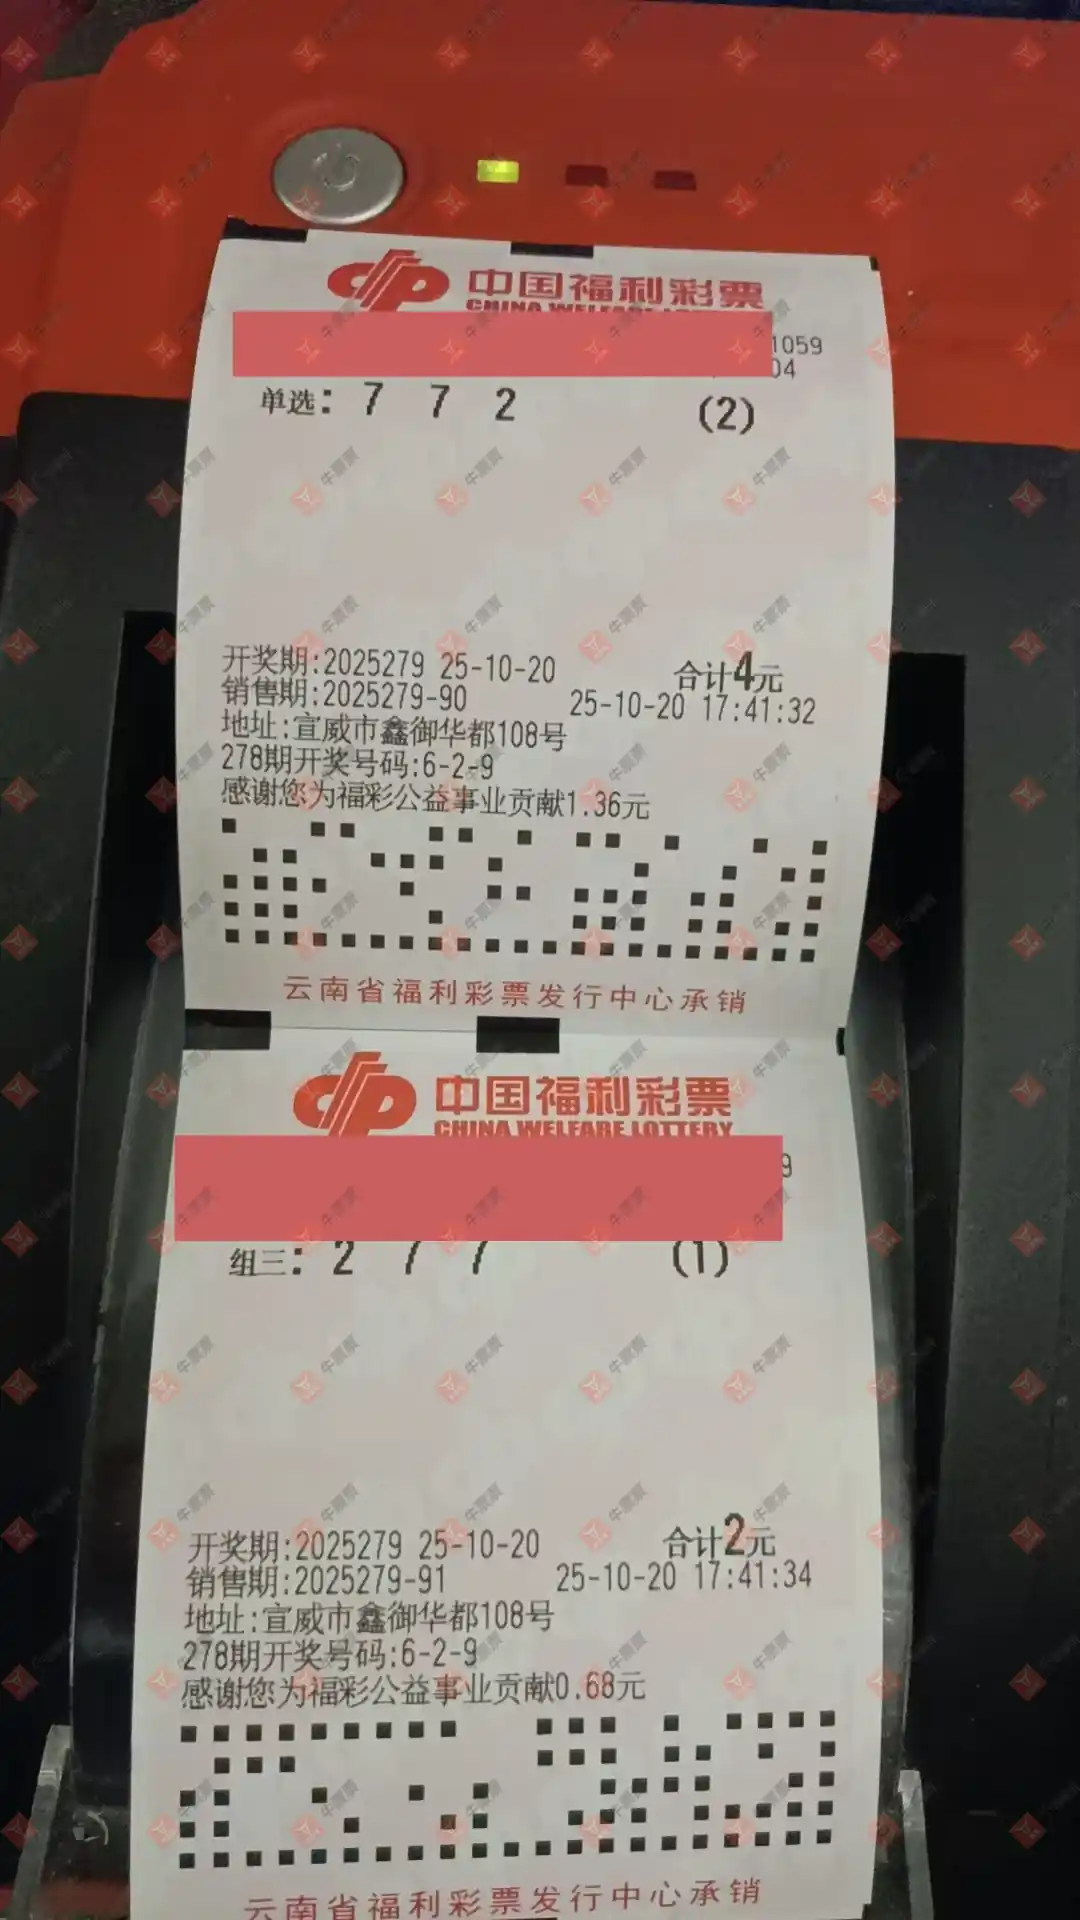 中国福利彩票
CHINA WELFARE
1059
04
单选: 7 7 2 (2)
开奖期:2025279 25-10-20 合计4元
销售期:2025279-90 25-10-20 17:41:32
地址:宣威市鑫御华都108号
278期开奖号码:6-2-9
感谢您为福彩公益事业贡献1.36元
云南省福利彩票发行中心承销
中国福利彩票
CHINA WELFARE LOTTERY
9
组三: 2 7 7 (1)
开奖期:2025279 25-10-20 合计2元
销售期:2025279-91 25-10-20 17:41:34
地址:宣威市鑫御华都108号
278期开奖号码:6-2-9
感谢您为福彩公益事业贡献0.68元
云南省福利彩票发行中心承销
牛票票